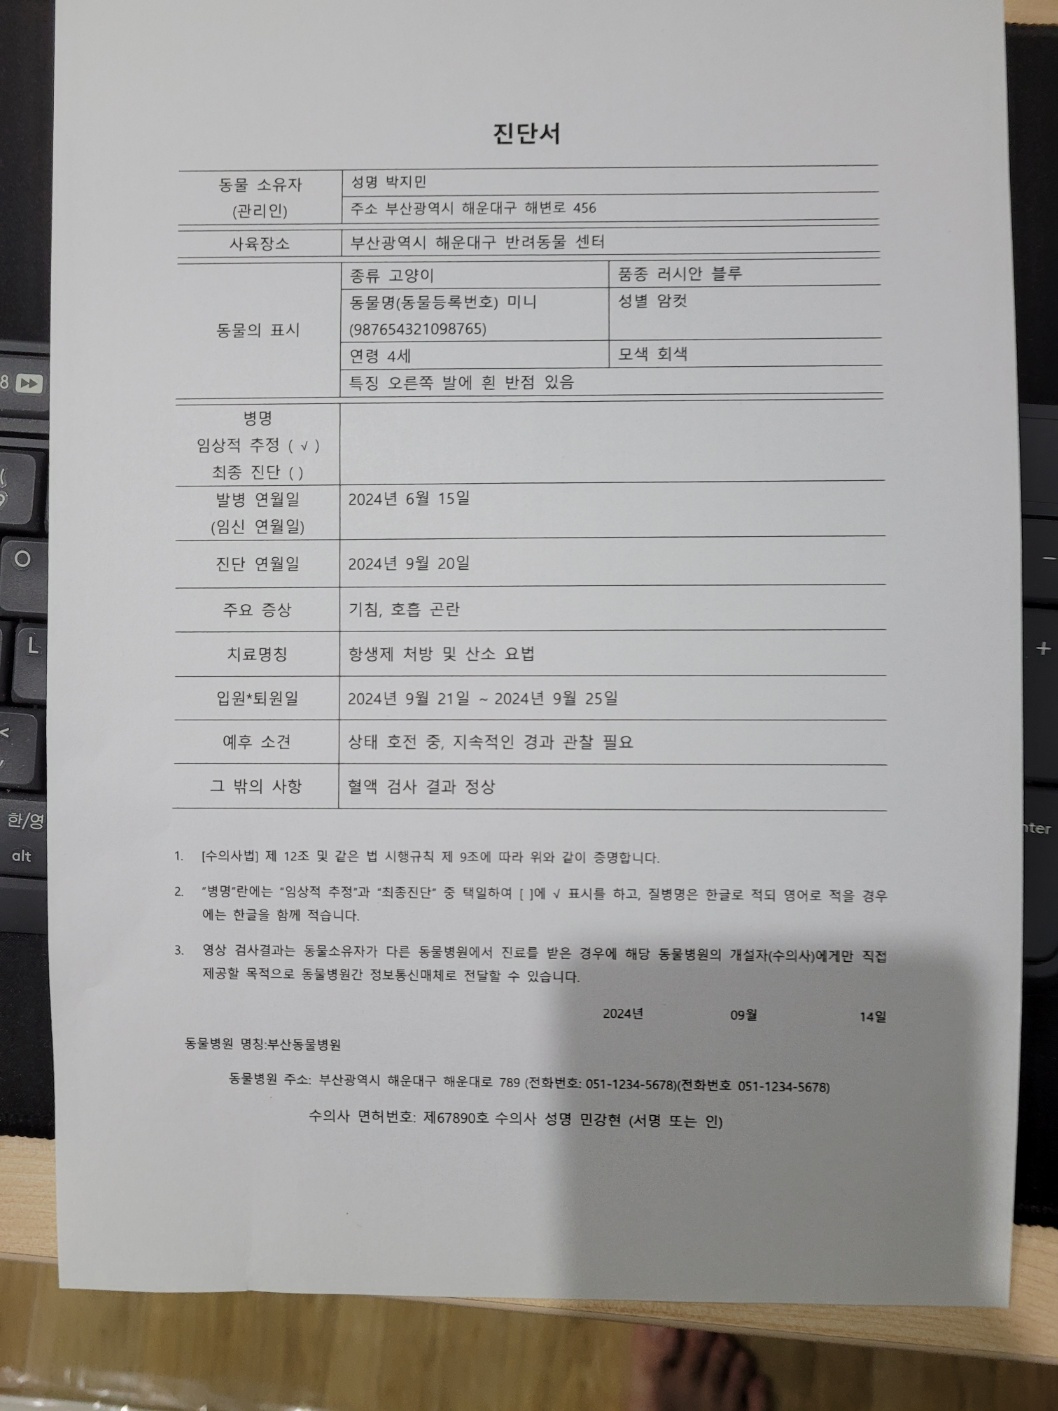 진단서
동물 소유자
(관리인)
성명 박지민
주소 부산광역시 해운대구 해변로 456
사육장소
부산광역시 해운대구 반려동물 센터
동물의 표시
종류 고양이
품종 러시안 블루
동물명(동물등록번호) 미니
(987654321098765)
성별 암컷
연령 4세
모색 회색
특징 오른쪽 발에 흰 반점 있음
병명
임상적 추정 ( √ )
최종 진단 ( )
발병 연월일
(임신 연월일)
2024년 6월 15일
진단 연월일
2024년 9월 20일
주요 증상
기침, 호흡 곤란
치료명칭
항생제 처방 및 산소 요법
입원*퇴원일
2024년 9월 21일 ~ 2024년 9월 25일
예후 소견
상태 호전 중, 지속적인 경과 관찰 필요
그 밖의 사항
혈액 검사 결과 정상
1. [수의사법] 제 12조 및 같은 법 시행규칙 제 9조에 따라 위와 같이 증명합니다.
2. "병명"란에는 "임상적 추정"과 "최종진단" 중 택일하여 [ ]에 √ 표시를 하고, 질병명은 한글로 적되 영어로 적을 경우
에는 한글을 함께 적습니다.
3. 영상 검사결과는 동물소유자가 다른 동물병원에서 진료를 받은 경우에 해당 동물병원의 개설자(수의사)에게만 직접
제공할 목적으로 동물병원간 정보통신매체로 전달할 수 있습니다.
2024년 09월 14일
동물병원 명칭:부산동물병원
동물병원 주소: 부산광역시 해운대구 해운대로 789 (전화번호: 051-1234-5678)(전화번호 051-1234-5678)
수의사 면허번호: 제67890호 수의사 성명 민강현 (서명 또는 인)
8
O
L
<
한/영
alt
-
+